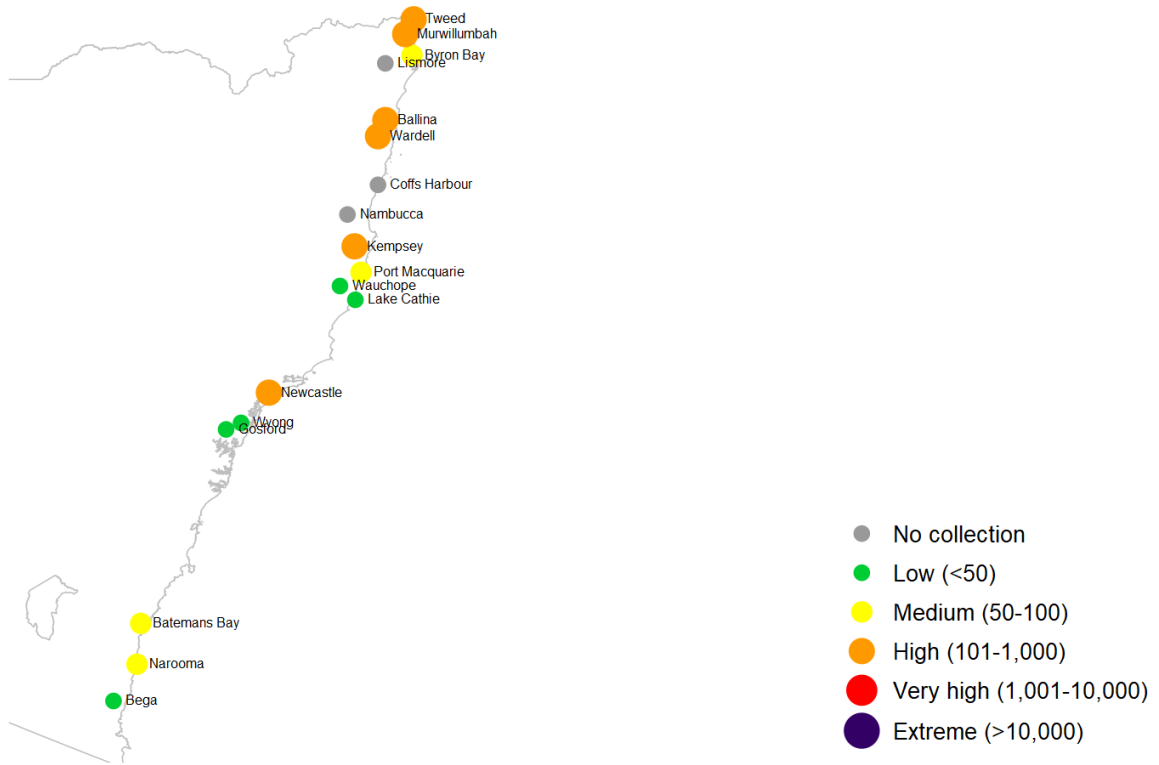 Tweed
Murwillumbah
Byron Bay
Lismore
Ballina
Wardell
Coffs Harbour
Nambucca
Kempsey
Port Macquarie
Wauchope
Lake Cathie
Newcastle
Wyong
Gosford
Batemans Bay
Narooma
Bega
No collection
Low (<50)
Medium (50-100)
High (101-1,000)
Very high (1,001-10,000)
Extreme (>10,000)